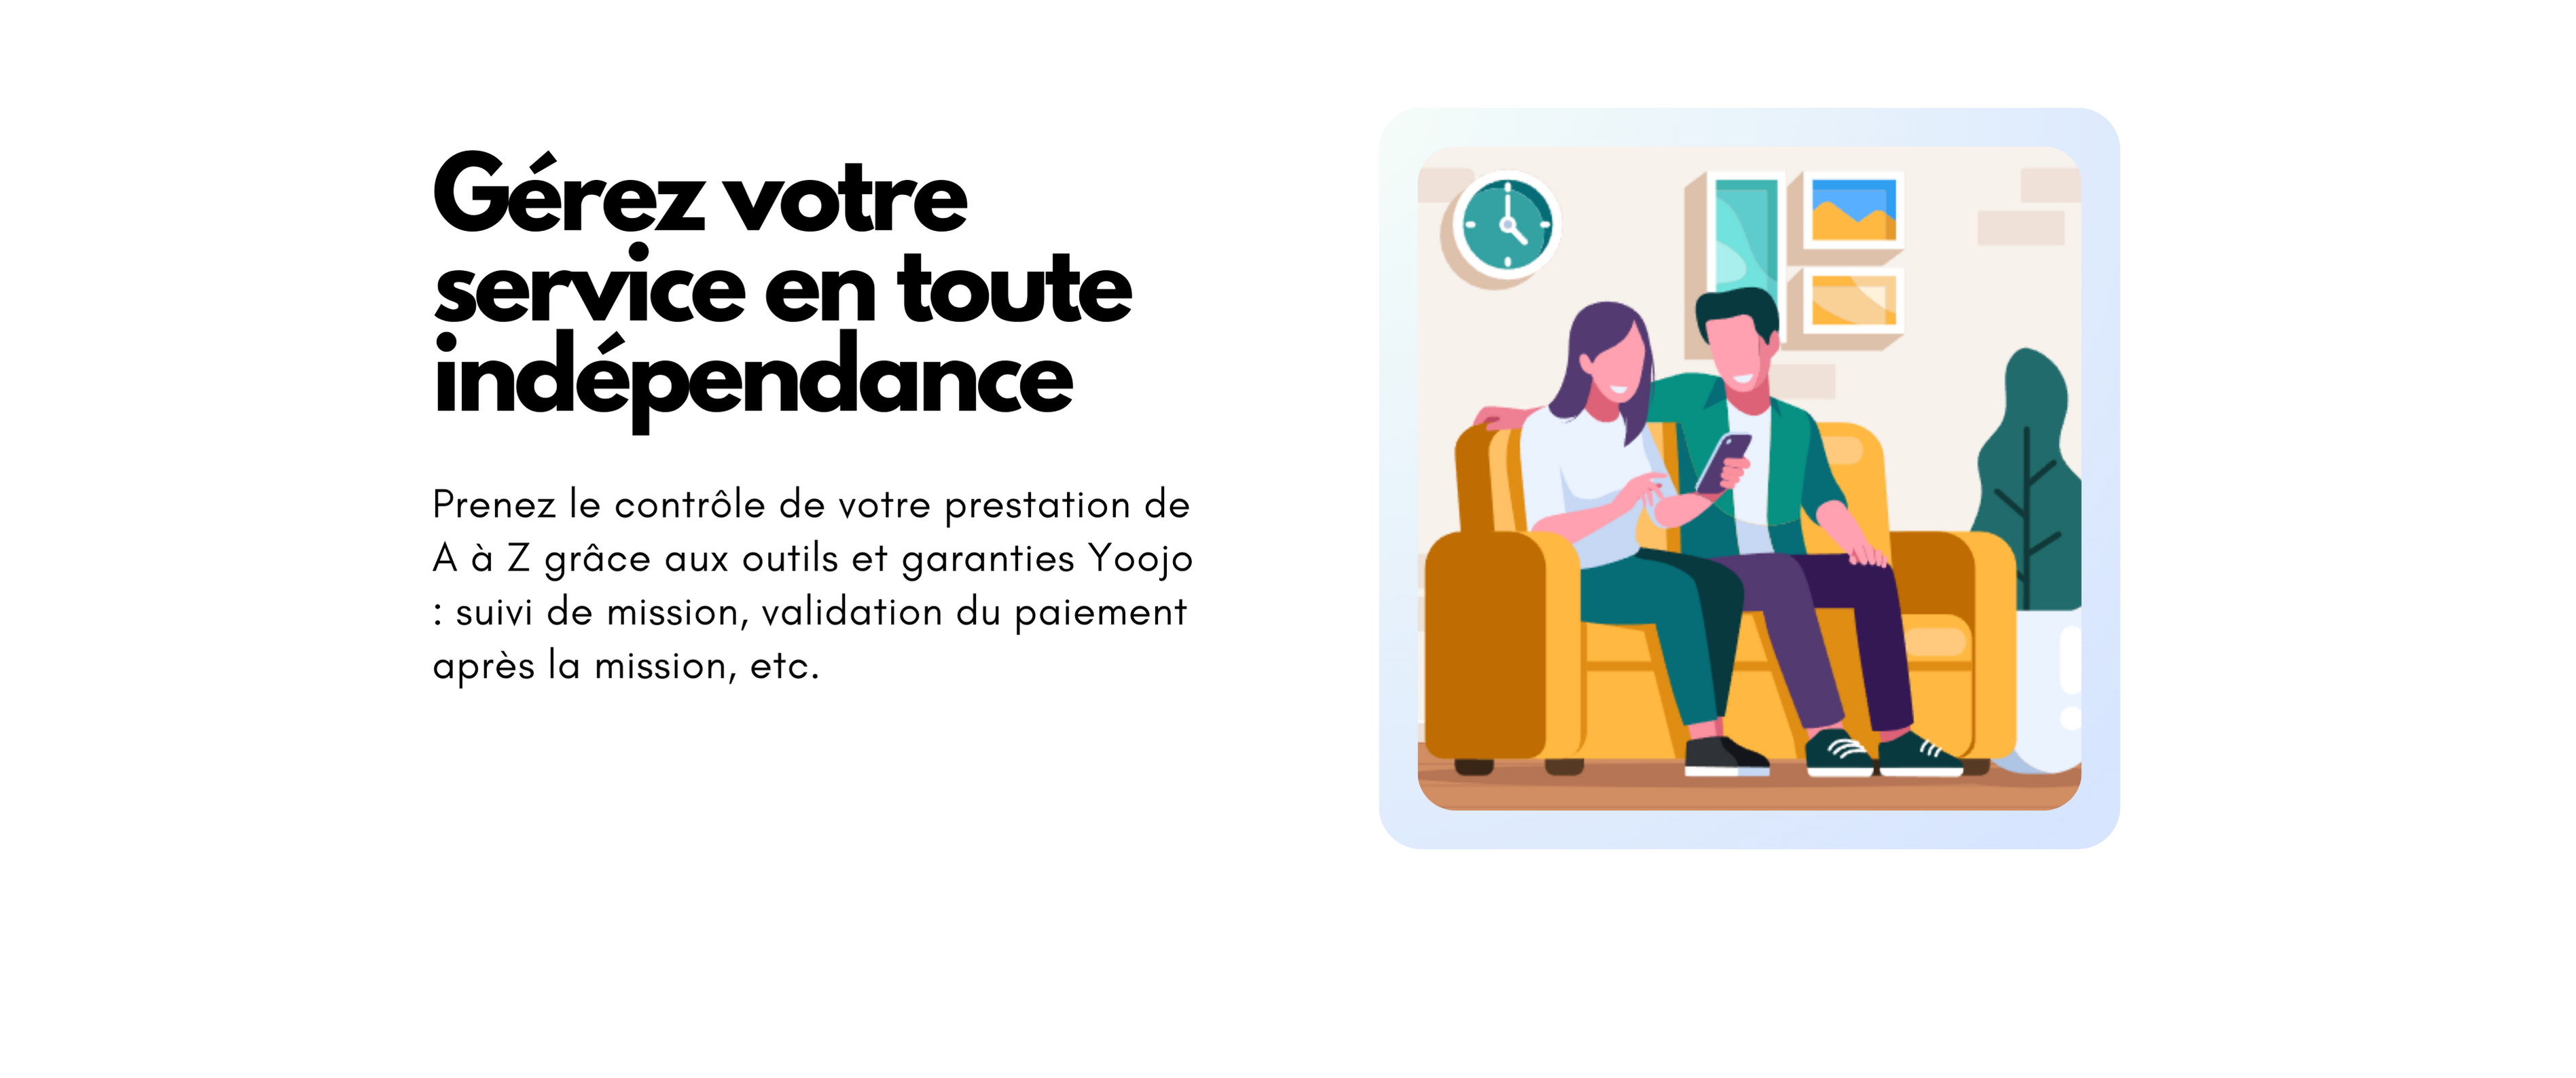 Gérez votre
service en toute
indépendance
Prenez le contrôle de votre prestation de
A à Z grâce aux outils et garanties Yoojo
: suivi de mission, validation du paiement
après la mission, etc.